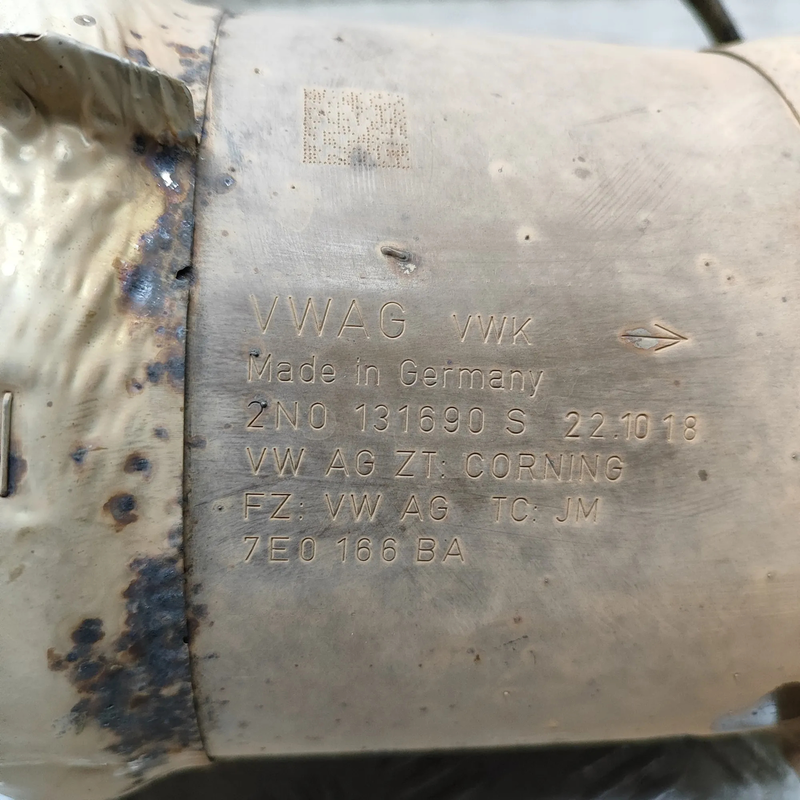 VWAG VWK
Made in Germany
2N0 131690 S 22.10 18
VW AG ZT: CORNING
FZ: VW AG TC: JM
7E0 166 BA